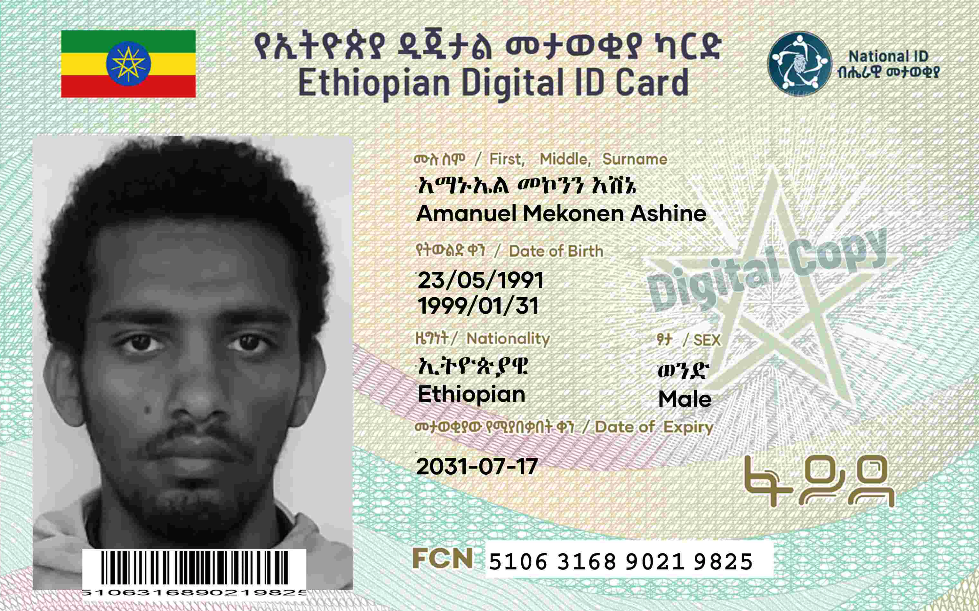 የኢትዮጵያ ዲጂታል መታወቂያ ካርድ
Ethiopian Digital ID Card
National ID
ብሔራዊ መታወቂያ
ሙሉ ስም / First, Middle, Surname
አማኑኤል መኮንን አሸኔ
Amanuel Mekonen Ashine
የትውልድ ቀን / Date of Birth
23/05/1991
1999/01/31
Digital Copy
ዜግነት / Nationality
ፆታ / SEX
ኢትዮጵያዊ
ወንድ
Ethiopian
Male
መታወቂያው የሚያበቃበት ቀን / Date of Expiry
2031-07-17
ፋይዳ
FCN 5106 3168 9021 9825
5106316890219825